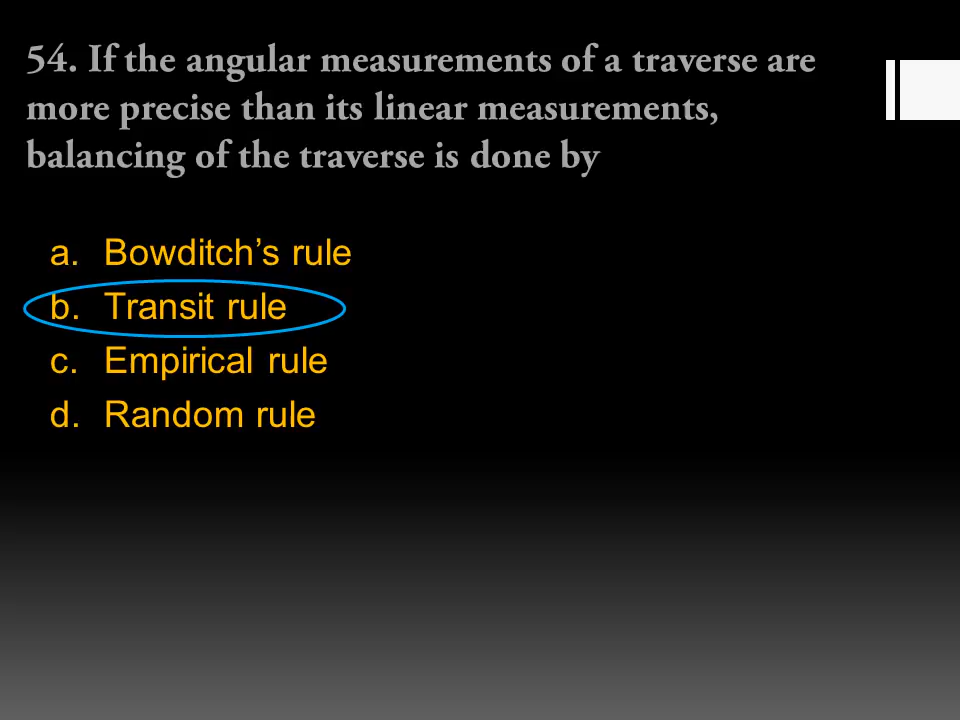 54. If the angular measurements of a traverse are
more precise than its linear measurements,
balancing of the traverse is done by
a. Bowditch’s rule
b. Transit rule
c. Empirical rule
d. Random rule